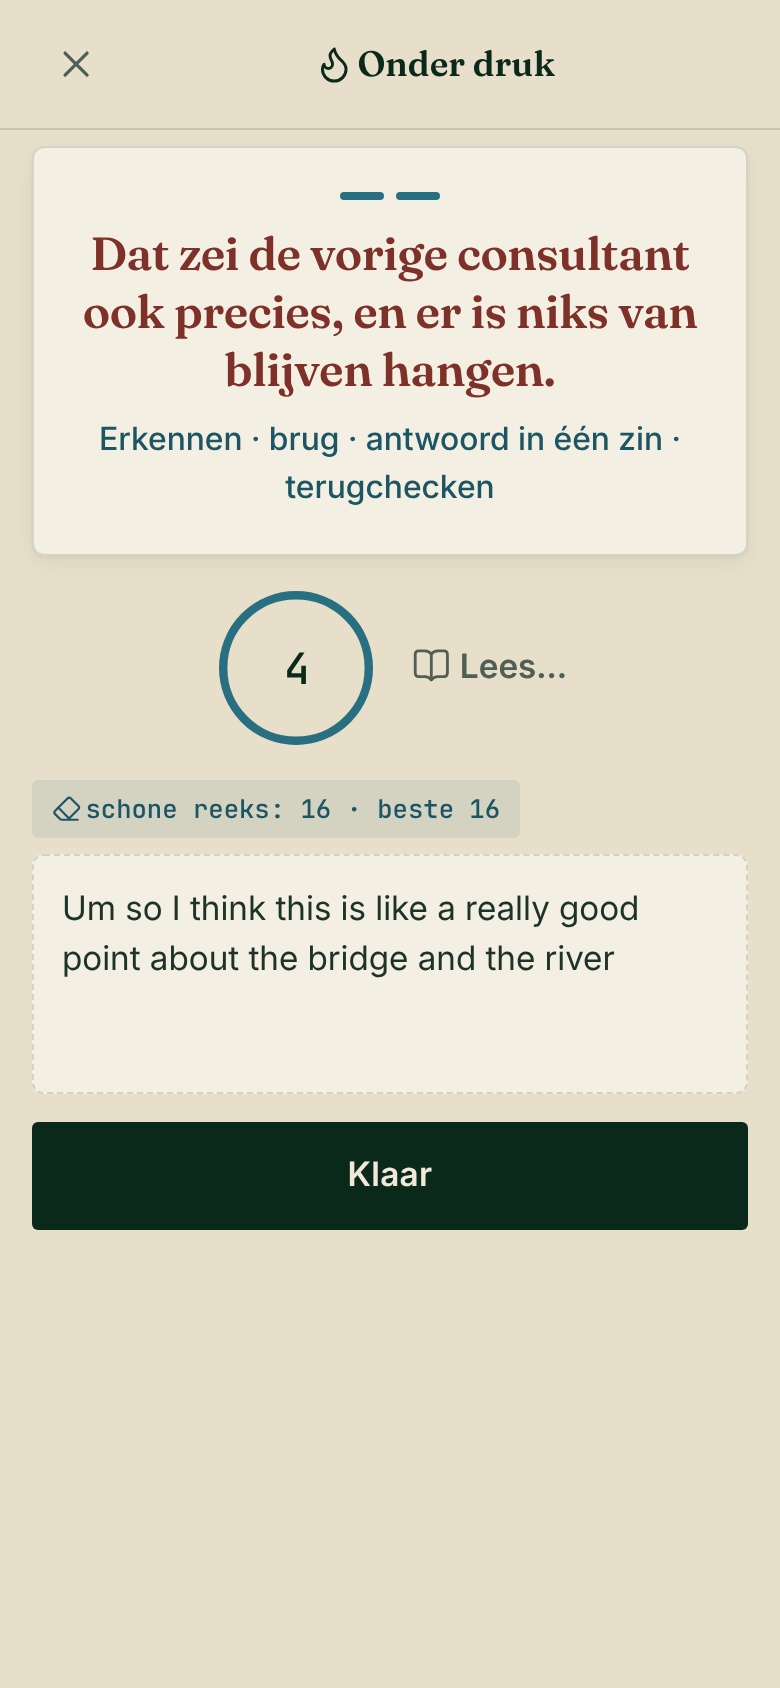 Onder druk
Dat zei de vorige consultant
ook precies, en er is niks van
blijven hangen.
Erkennen · brug · antwoord in één zin ·
terugchecken
4
Lees...
schone reeks: 16 · beste 16
Um so I think this is like a really good
point about the bridge and the river
Klaar